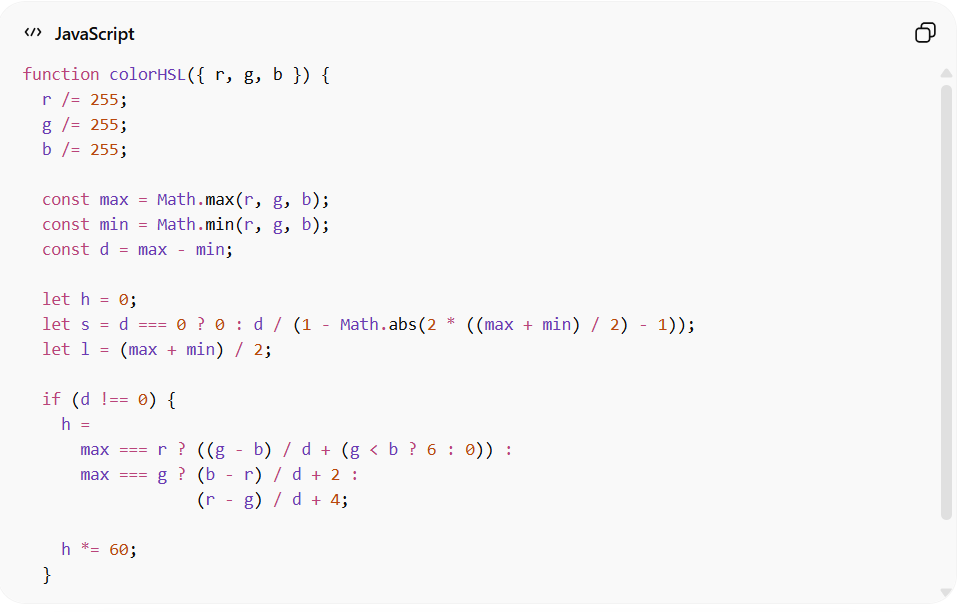 JavaScript
function colorHSL({ r, g, b }) {
  r /= 255;
  g /= 255;
  b /= 255;

  const max = Math.max(r, g, b);
  const min = Math.min(r, g, b);
  const d = max - min;

  let h = 0;
  let s = d === 0 ? 0 : d / (1 - Math.abs(2 * ((max + min) / 2) - 1));
  let l = (max + min) / 2;

  if (d !== 0) {
    h =
      max === r ? ((g - b) / d + (g < b ? 6 : 0)) :
      max === g ? (b - r) / d + 2 :
                  (r - g) / d + 4;

    h *= 60;
  }